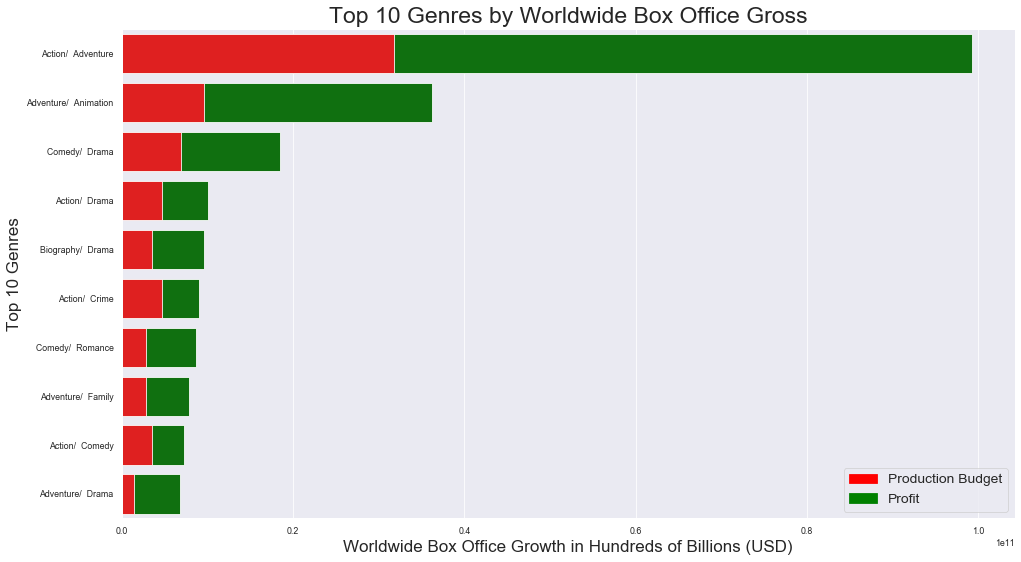 Top 10 Genres by Worldwide Box Office Gross
Top 10 Genres
Action/  Adventure
Adventure/  Animation
Comedy/  Drama
Action/  Drama
Biography/  Drama
Action/  Crime
Comedy/  Romance
Adventure/  Family
Action/  Comedy
Adventure/  Drama
Production Budget
Profit
0.0 0.2 0.4 0.6 0.8 1.0
1e11
Worldwide Box Office Growth in Hundreds of Billions (USD)